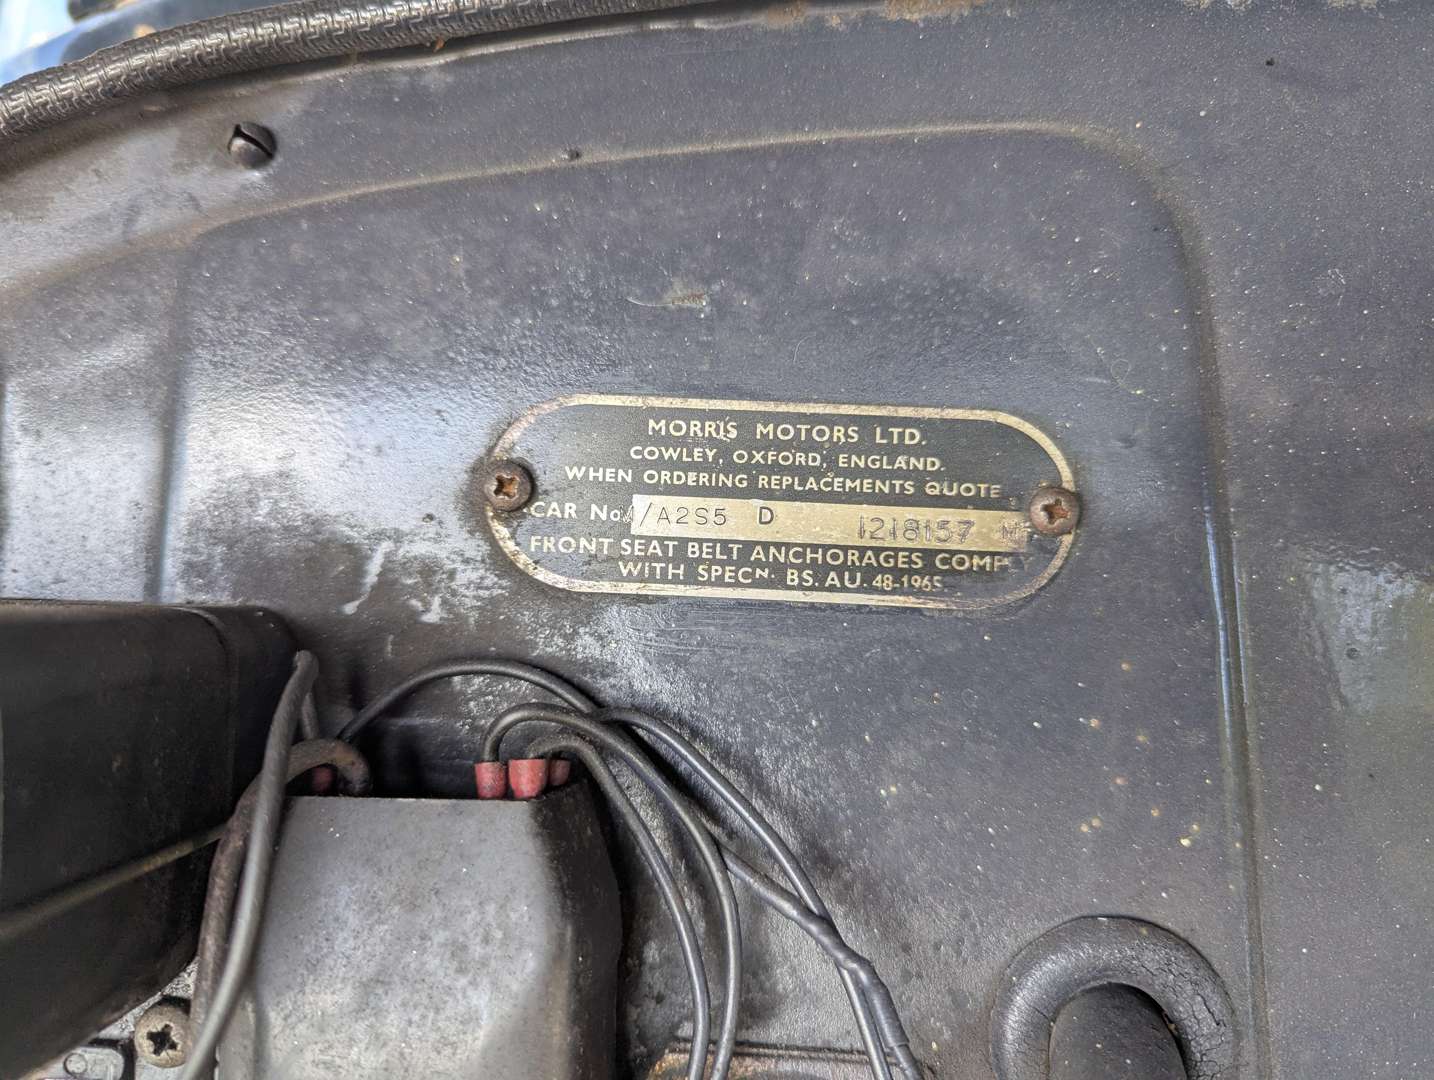 MORRIS MOTORS LTD.
COWLEY, OXFORD, ENGLAND.
WHEN ORDERING REPLACEMENTS QUOTE
CAR No. /A2S5 D 1218157
FRONT SEAT BELT ANCHORAGES COMPLY
WITH SPECN. BS. AU. 48-1965